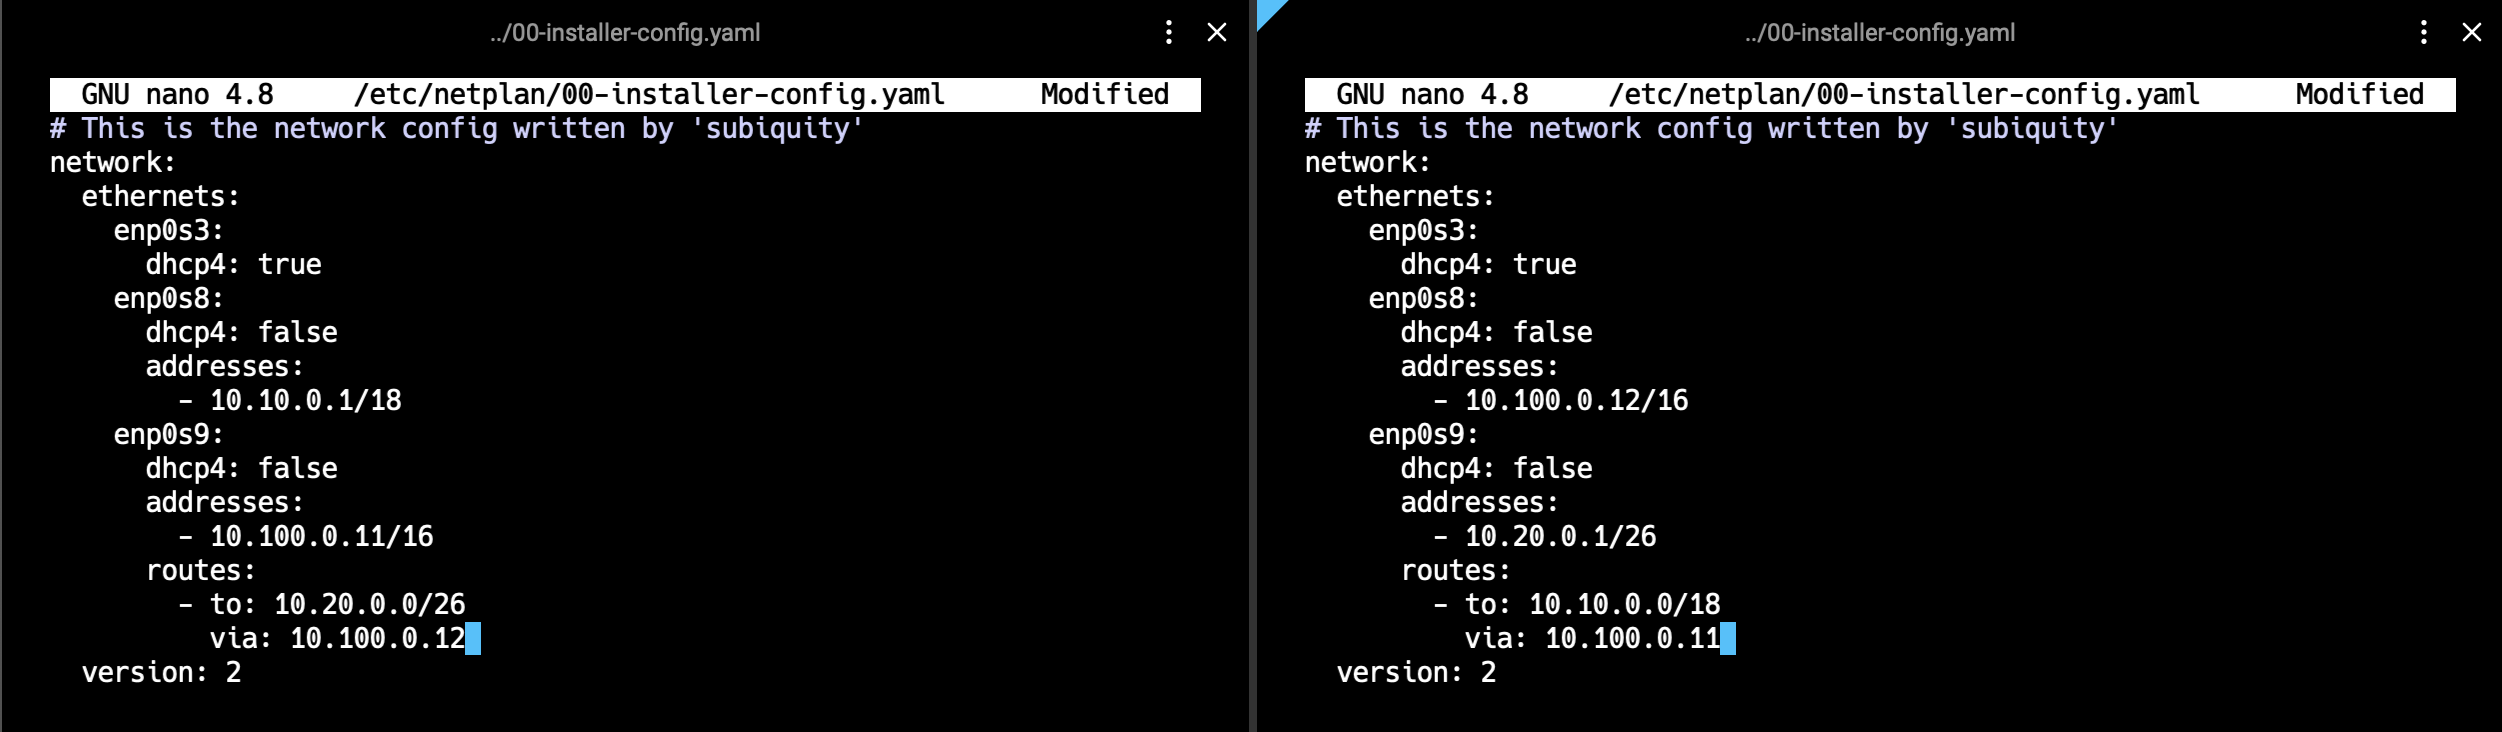 ../00-installer-config.yaml
GNU nano 4.8 /etc/netplan/00-installer-config.yaml Modified
# This is the network config written by 'subiquity'
network:
  ethernets:
    enp0s3:
      dhcp4: true
    enp0s8:
      dhcp4: false
      addresses:
        - 10.10.0.1/18
    enp0s9:
      dhcp4: false
      addresses:
        - 10.100.0.11/16
      routes:
        - to: 10.20.0.0/26
          via: 10.100.0.12
  version: 2
../00-installer-config.yaml
GNU nano 4.8 /etc/netplan/00-installer-config.yaml Modified
# This is the network config written by 'subiquity'
network:
  ethernets:
    enp0s3:
      dhcp4: true
    enp0s8:
      dhcp4: false
      addresses:
        - 10.100.0.12/16
    enp0s9:
      dhcp4: false
      addresses:
        - 10.20.0.1/26
      routes:
        - to: 10.10.0.0/18
          via: 10.100.0.11
  version: 2